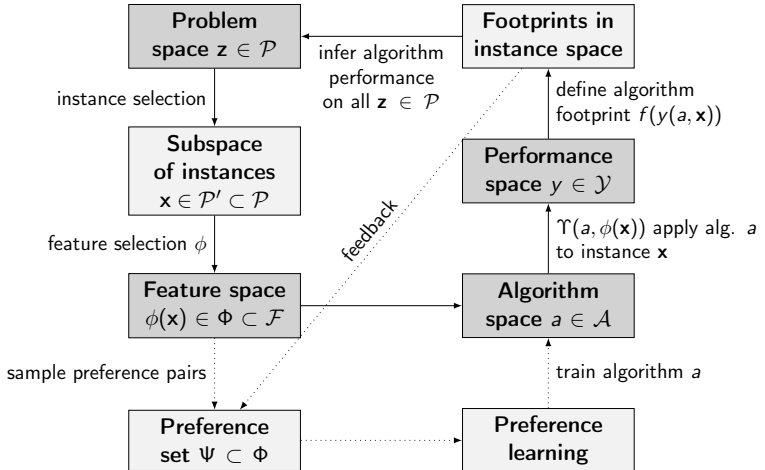 Problem
space z ∈ 𝒫
Footprints in
instance space
infer algorithm
performance
on all z ∈ 𝒫
instance selection
define algorithm
footprint f(y(a, x))
Subspace
of instances
x ∈ 𝒫′ ⊂ 𝒫
Performance
space y ∈ 𝒴
feedback
feature selection ϕ
Υ(a, ϕ(x)) apply alg. a
to instance x
Feature space
ϕ(x) ∈ Φ ⊂ ℱ
Algorithm
space a ∈ 𝒜
sample preference pairs
train algorithm a
Preference
set Ψ ⊂ Φ
Preference
learning